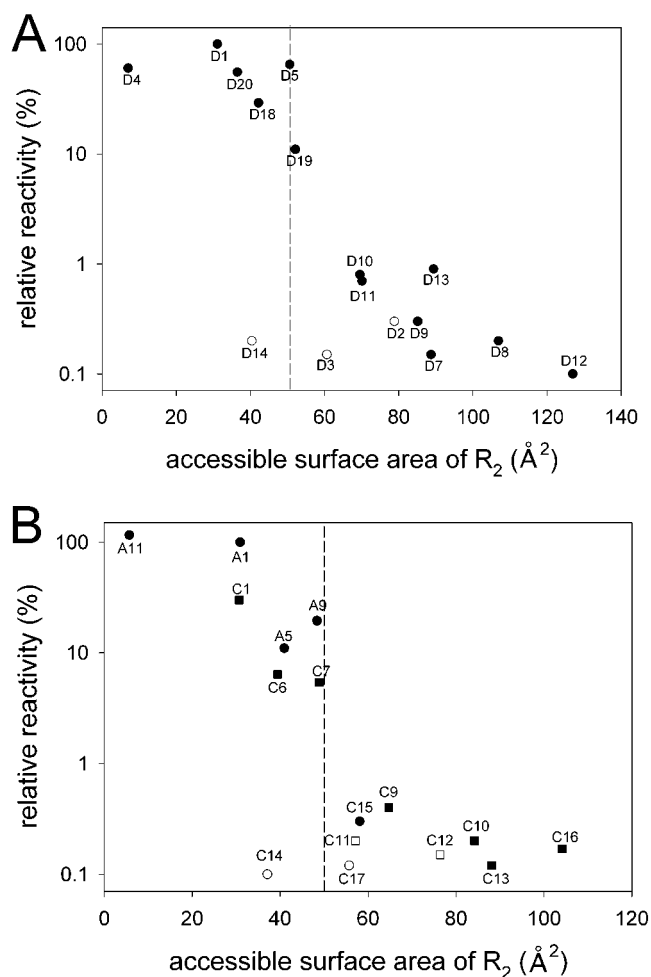 A
100
10
1
0.1
relative reactivity (%)
D4
D1
D20
D18
D5
D19
D10
D11
D13
D14
D3
D2
D9
D7
D8
D12
0 20 40 60 80 100 120 140
accessible surface area of R₂ (Å²)
B
100
10
1
0.1
relative reactivity (%)
A11
A1
C1
A9
A5
C6
C7
C9
C15
C11
C12
C10
C16
C14
C17
C13
0 20 40 60 80 100 120
accessible surface area of R₂ (Å²)